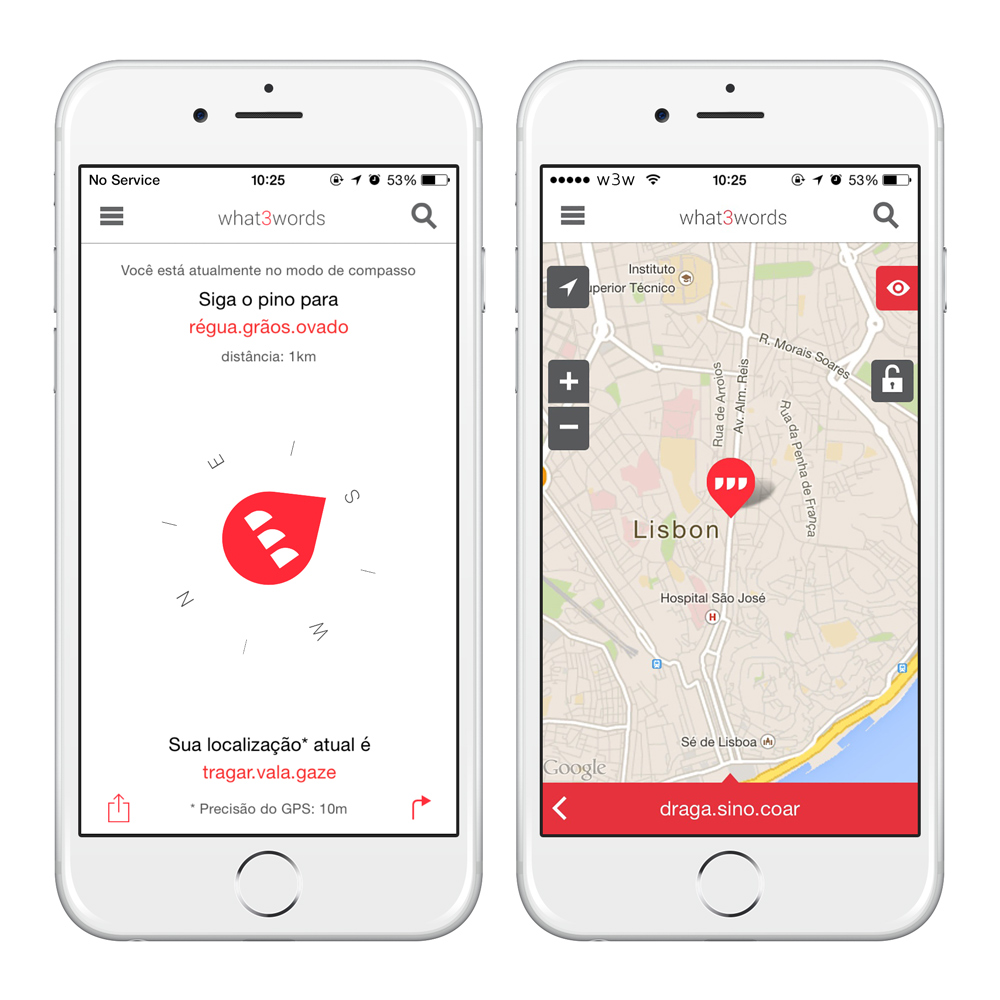 No Service 10:25 53%
what3words
Você está atualmente no modo de compasso
Siga o pino para
régua.grãos.ovado
distância: 1km
E
S
N
W
Sua localização* atual é
tragar.vala.gaze
* Precisão do GPS: 10m
w3w 10:25 53%
what3words
Instituto
uperior Técnico
R. Morais Soares
Rua de Arroios
Av. Alm. Reis
Rua da Penha de França
Lisbon
Hospital São José
H
Sé de Lisboa
Google
draga.sino.coar